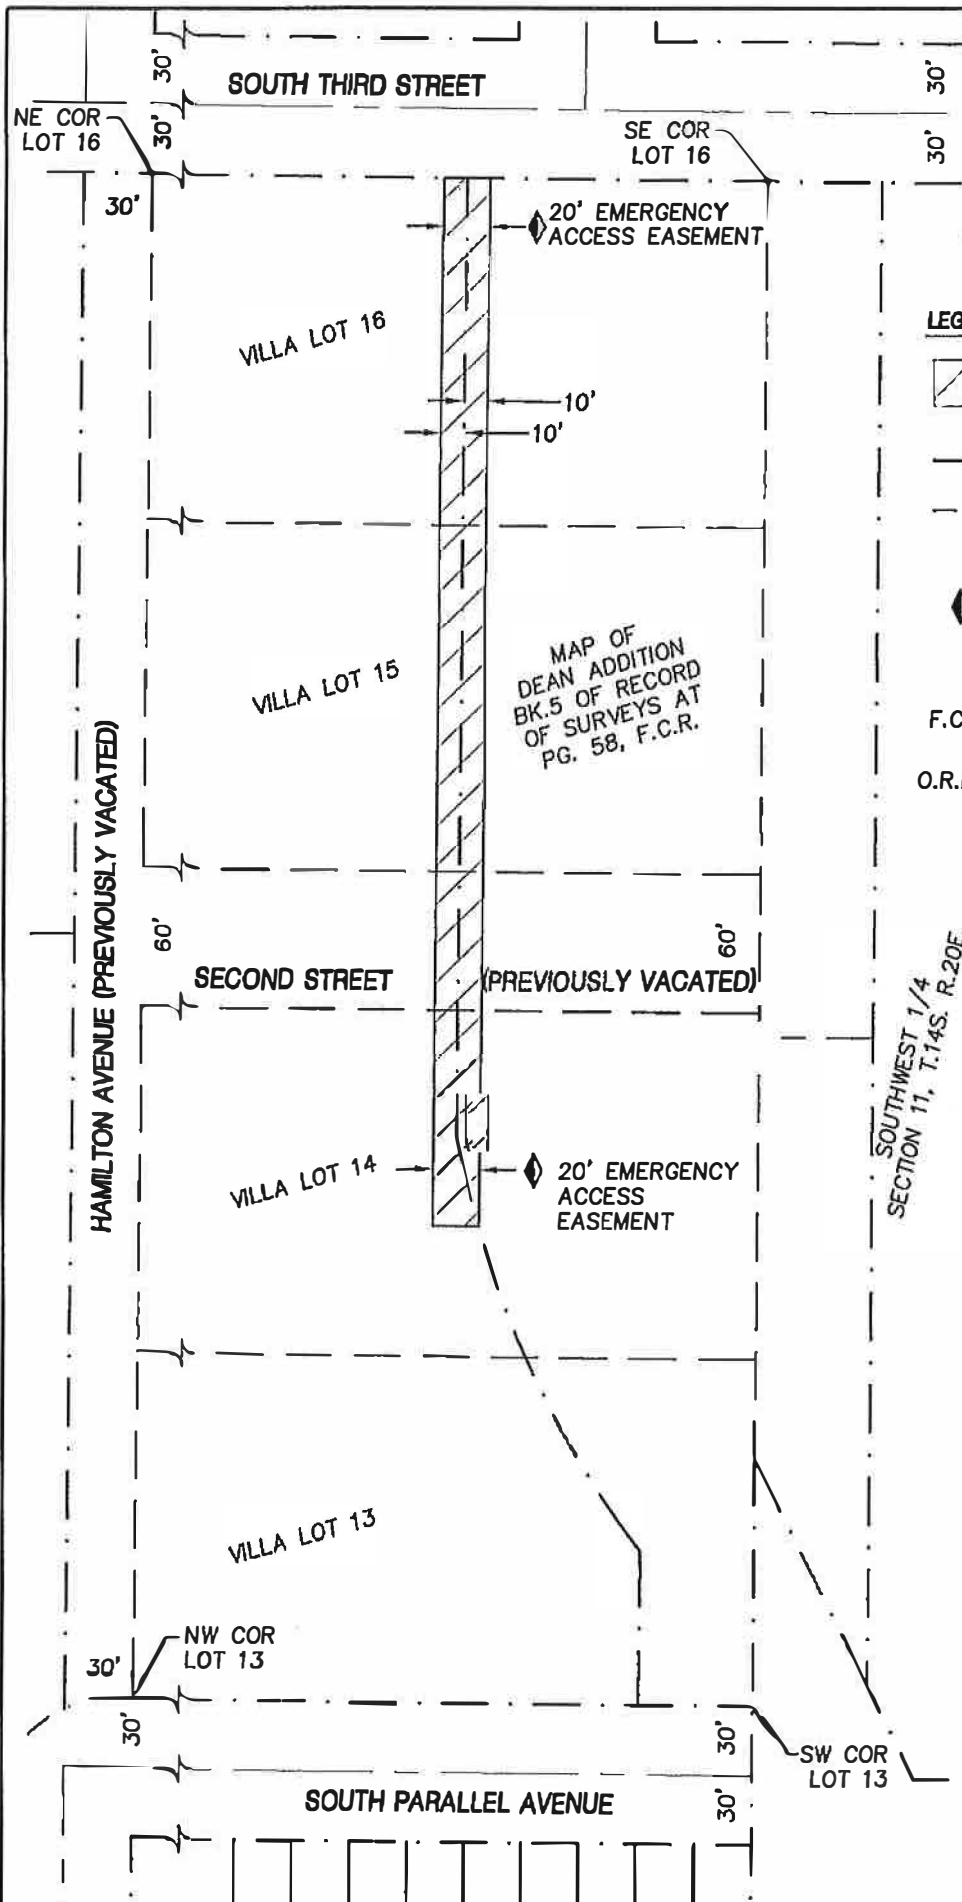 30'
SOUTH THIRD STREET
30'
30'
30'
NE COR
LOT 16
SE COR
LOT 16
30'
20' EMERGENCY
ACCESS EASEMENT
VILLA LOT 16
LEG
10'
10'
MAP OF
DEAN ADDITION
BK.5 OF RECORD
OF SURVEYS AT
PG. 58, F.C.R.
VILLA LOT 15
F.C
O.R.
HAMILTON AVENUE (PREVIOUSLY VACATED)
60'
60'
SECOND STREET (PREVIOUSLY VACATED)
SOUTHWEST 1/4
SECTION 11, T.14S. R.20E
VILLA LOT 14
20' EMERGENCY
ACCESS
EASEMENT
VILLA LOT 13
NW COR
LOT 13
30'
30'
30'
SW COR
LOT 13
SOUTH PARALLEL AVENUE
30'